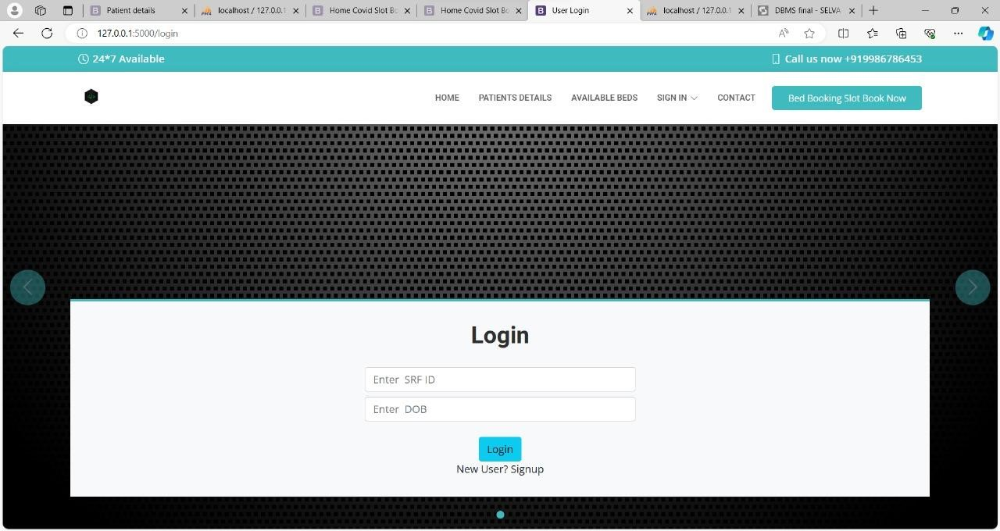 Patient details
localhost / 127.0.0.1
Home Covid Slot Bo
Home Covid Slot Bo
User Login
localhost / 127.0.0.1
DBMS final - SELVA
127.0.0.1:5000/login
24*7 Available
Call us now +919986786453
HOME
PATIENTS DETAILS
AVAILABLE BEDS
SIGN IN
CONTACT
Bed Booking Slot Book Now
Login
Enter SRF ID
Enter DOB
Login
New User? Signup